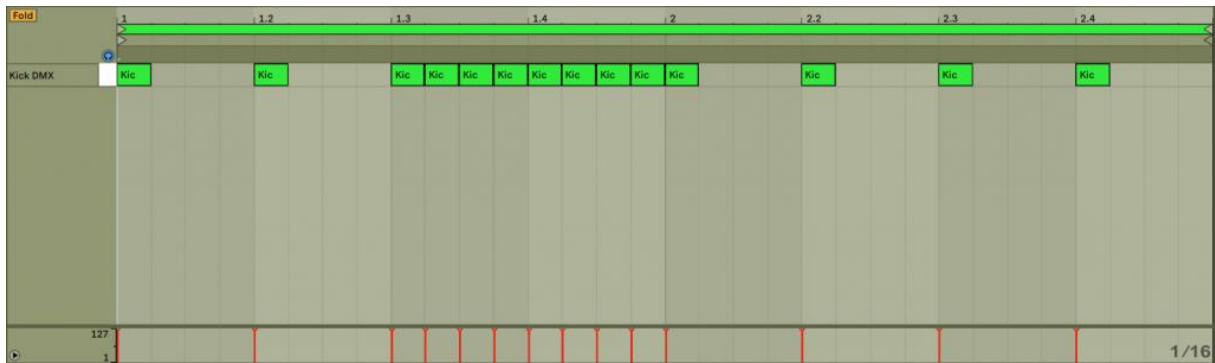 Fold
1 1.2 1.3 1.4 2 2.2 2.3 2.4
Kick DMX Kic Kic Kic Kic Kic Kic Kic Kic Kic Kic Kic Kic Kic Kic
127
1 1/16